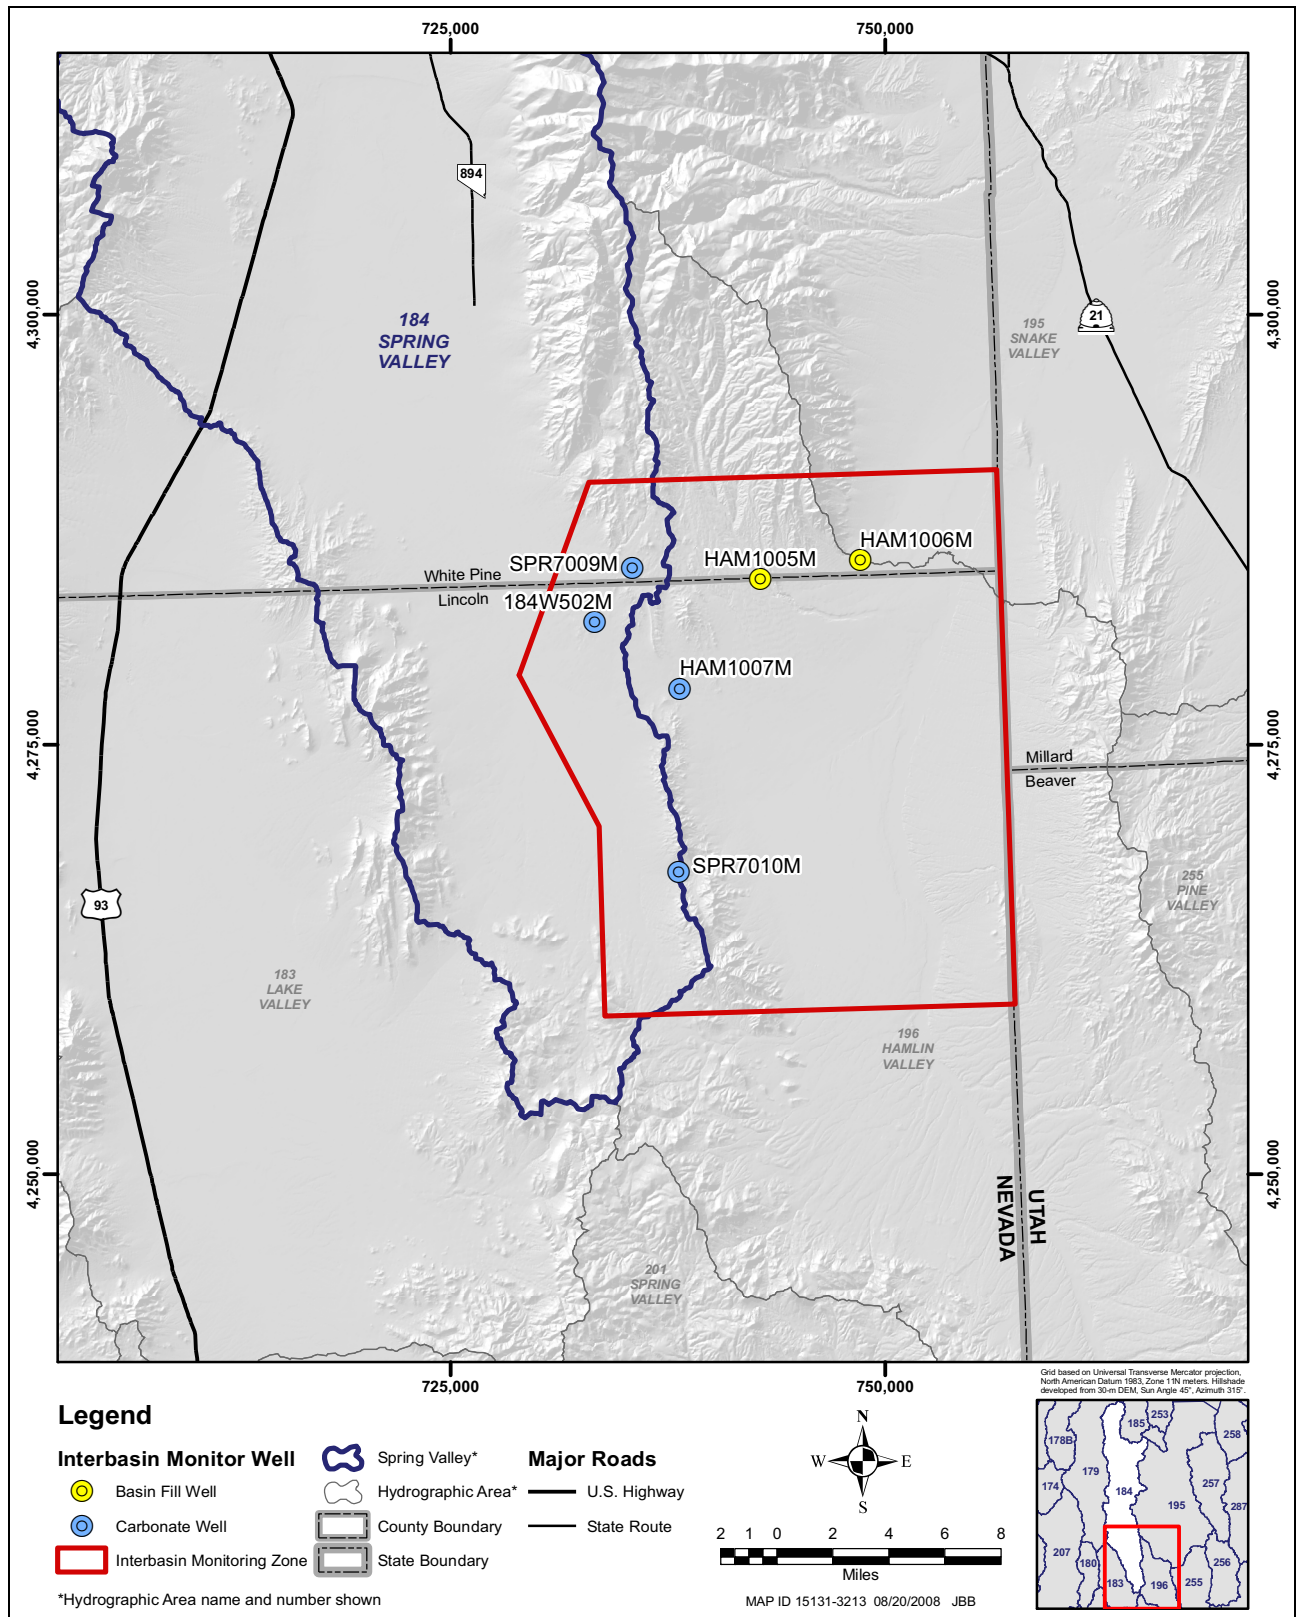 725,000
750,000
894
4,300,000
184
SPRING
VALLEY
195
SNAKE
VALLEY
21
4,300,000
HAM1006M
HAM1005M
SPR7009M
White Pine
Lincoln
184W502M
HAM1007M
4,275,000
Millard
Beaver
4,275,000
SPR7010M
255
PINE
VALLEY
93
183
LAKE
VALLEY
196
HAMLIN
VALLEY
4,250,000
NEVADA
UTAH
4,250,000
201
SPRING
VALLEY
725,000
750,000
Grid based on Universal Transverse Mercator projection,
North American Datum 1983, Zone 11N meters. Hillshade
developed from 30-m DEM, Sun Angle 45°, Azimuth 315°.
Legend
Interbasin Monitor Well
Basin Fill Well
Carbonate Well
Interbasin Monitoring Zone
Spring Valley*
Hydrographic Area*
County Boundary
State Boundary
Major Roads
U.S. Highway
State Route
*Hydrographic Area name and number shown
N
W E
S
2 1 0 2 4 6 8
Miles
MAP ID 15131-3213 08/20/2008 JBB
185
253
178B
258
179
174
257
184
195
287
207
180
256
183
196
255